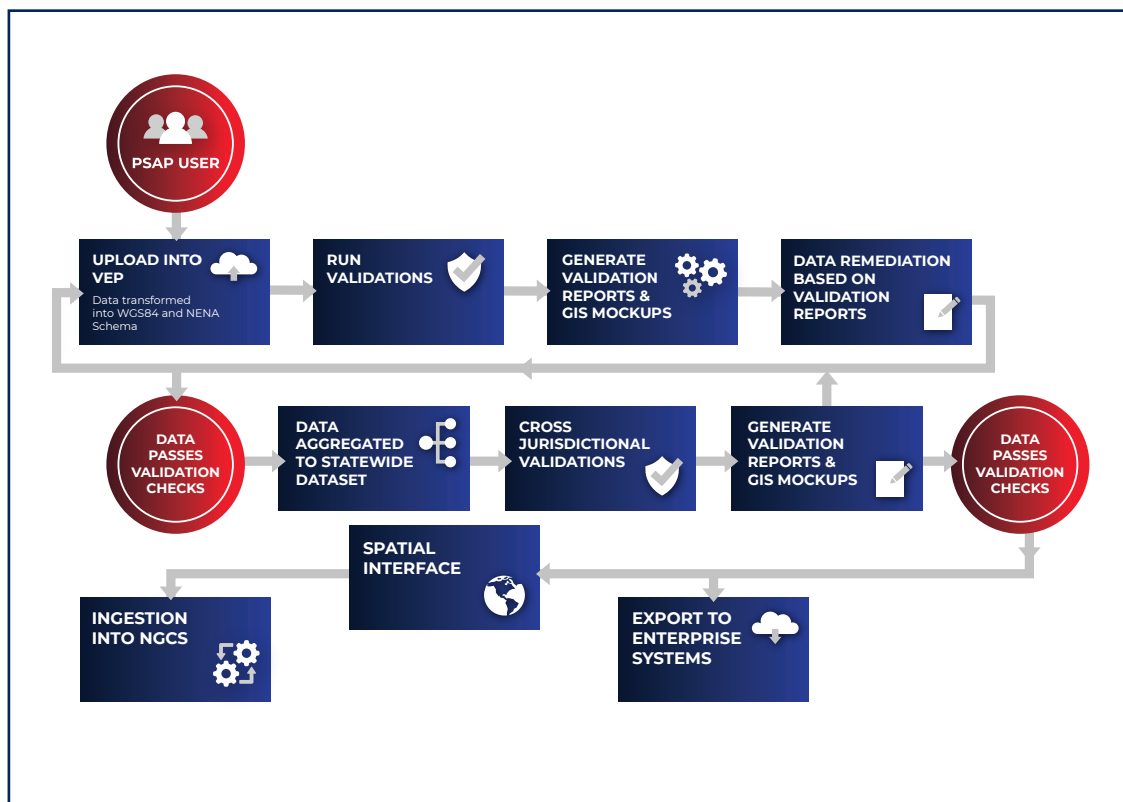 PSAP USER
UPLOAD INTO
VEP
Data transformed
into WGS84 and NENA
Schema
RUN
VALIDATIONS
GENERATE
VALIDATION
REPORTS &
GIS MOCKUPS
DATA REMEDIATION
BASED ON
VALIDATION
REPORTS
DATA
PASSES
VALIDATION
CHECKS
DATA
AGGREGATED
TO STATEWIDE
DATASET
CROSS
JURISDICTIONAL
VALIDATIONS
GENERATE
VALIDATION
REPORTS &
GIS MOCKUPS
DATA
PASSES
VALIDATION
CHECKS
SPATIAL
INTERFACE
INGESTION
INTO NGCS
EXPORT TO
ENTERPRISE
SYSTEMS